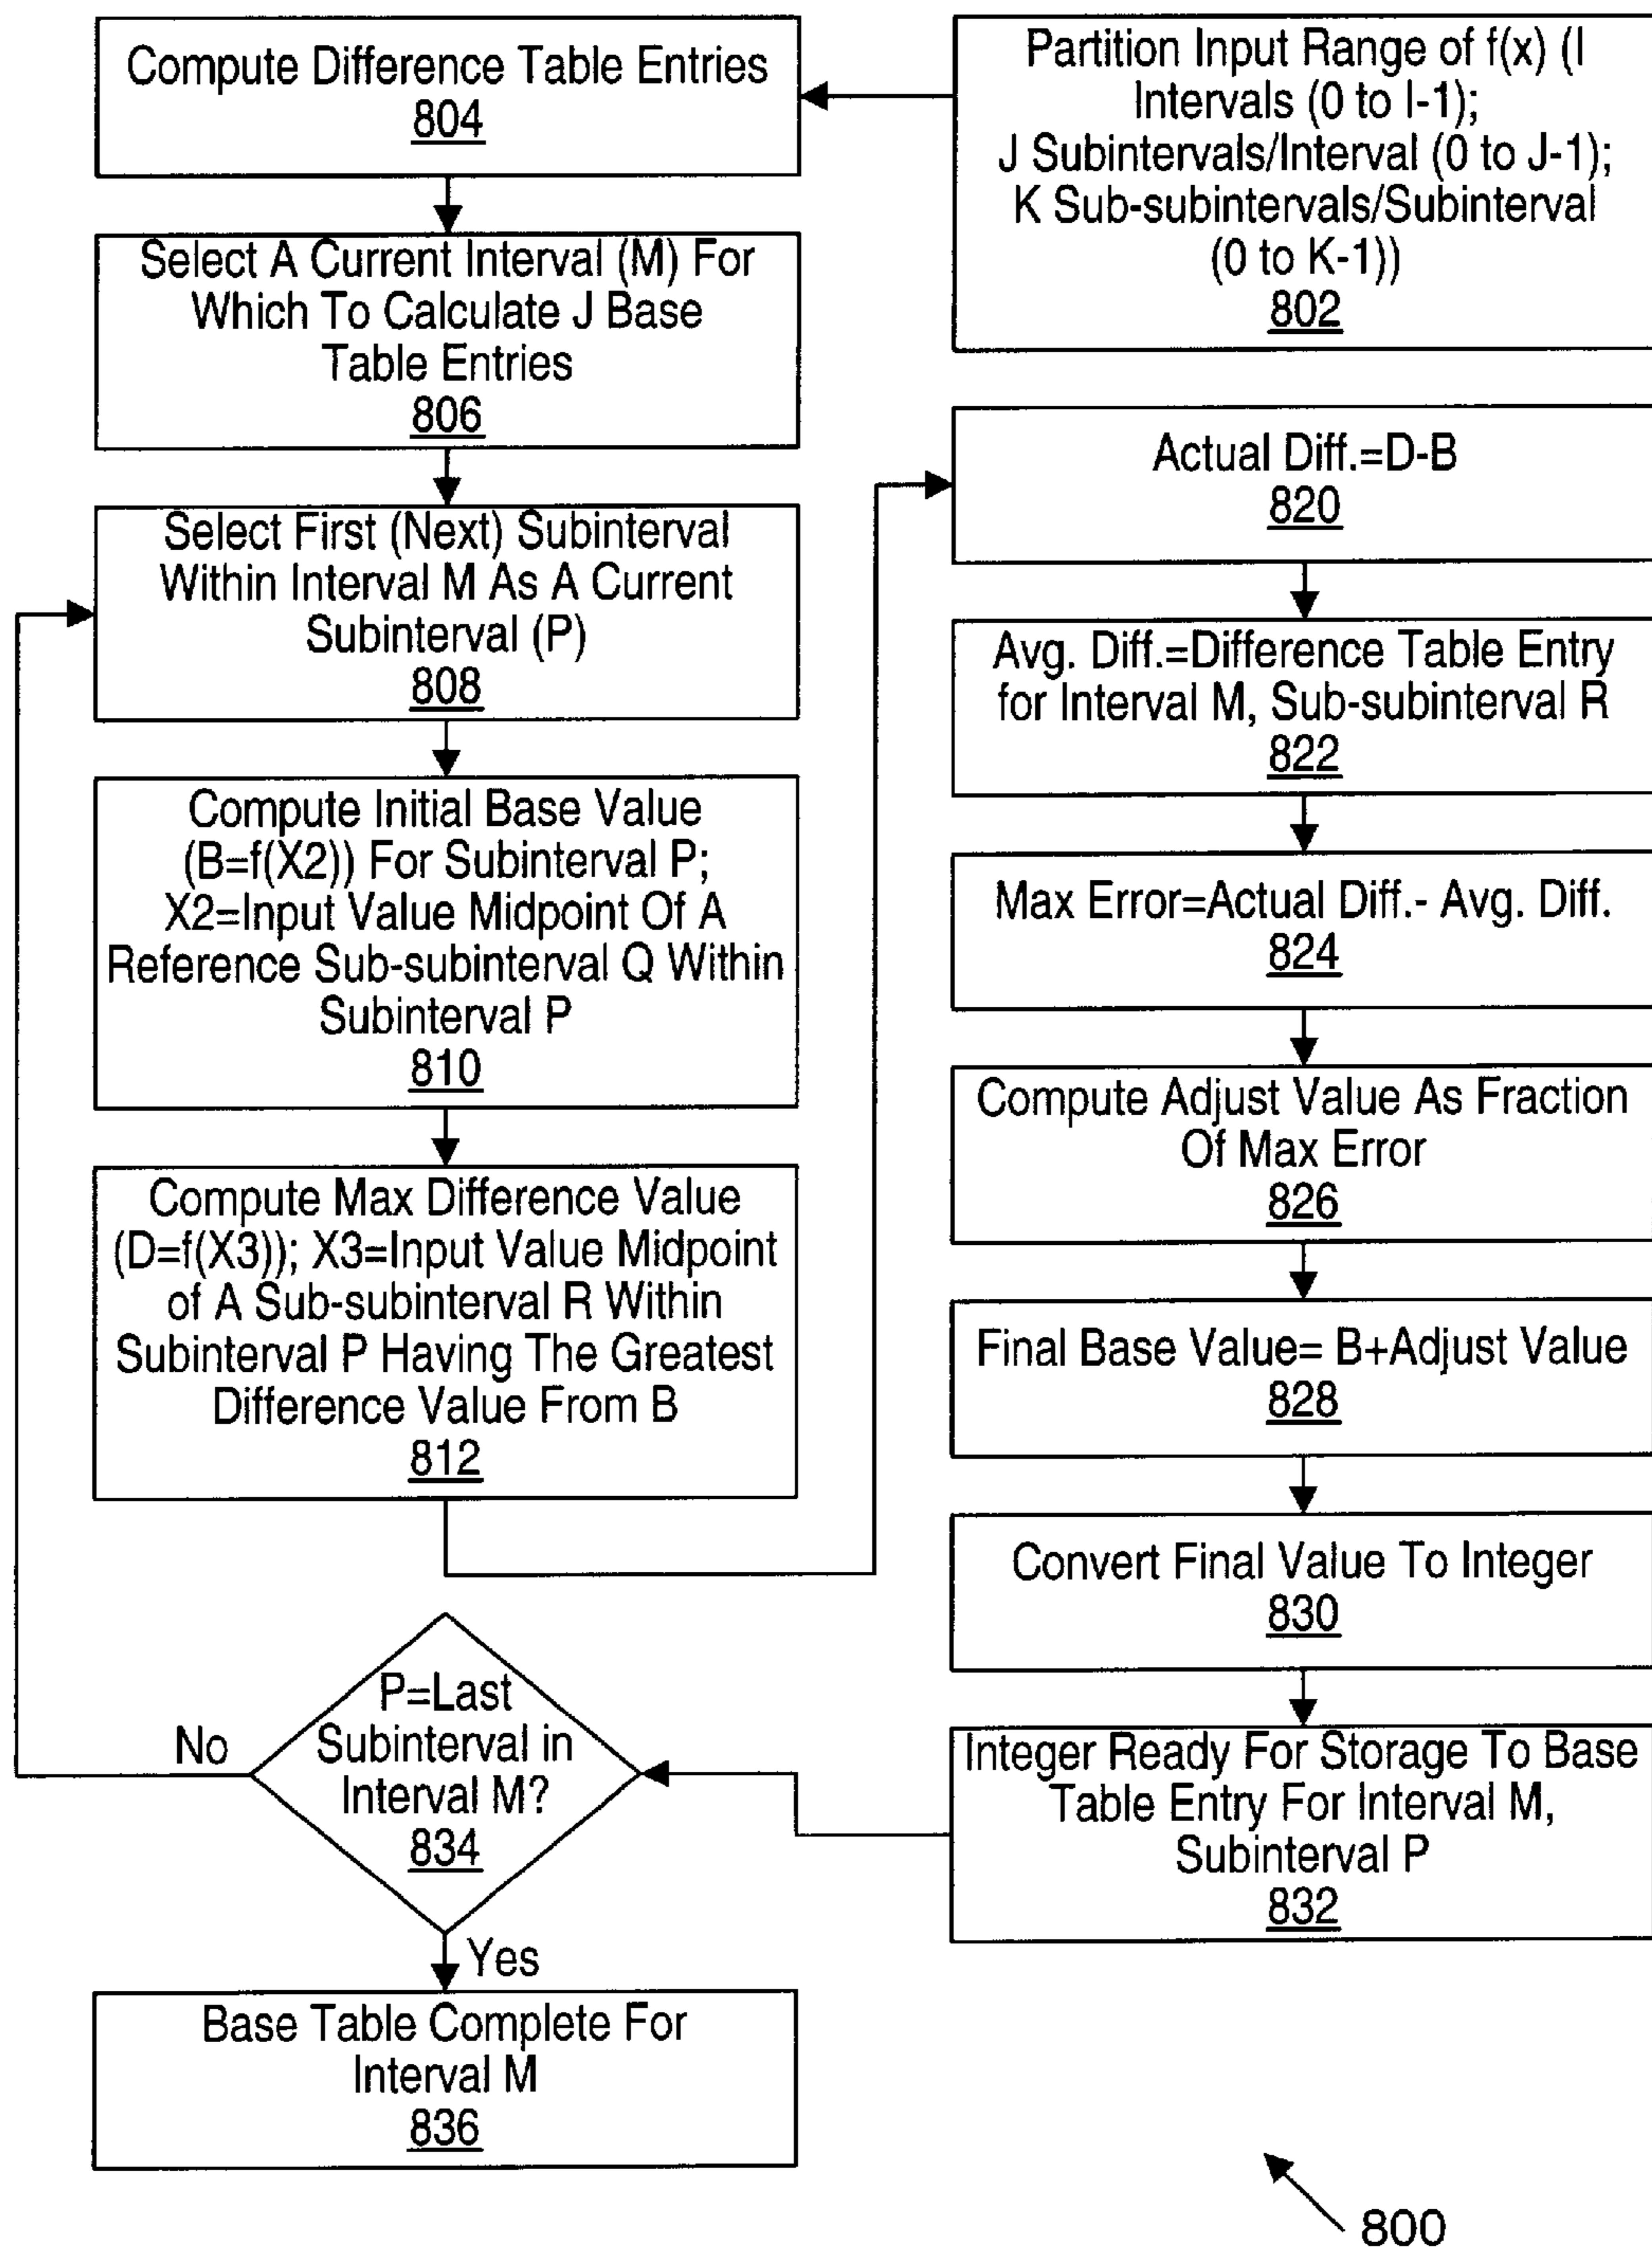 Partition Input Range of f(x) (I
Intervals (0 to I-1);
J Subintervals/Interval (0 to J-1);
K Sub-subintervals/Subinterval
(0 to K-1))
802
Compute Difference Table Entries
804
Select A Current Interval (M) For
Which To Calculate J Base
Table Entries
806
Select First (Next) Subinterval
Within Interval M As A Current
Subinterval (P)
808
Compute Initial Base Value
(B=f(X2)) For Subinterval P;
X2=Input Value Midpoint Of A
Reference Sub-subinterval Q Within
Subinterval P
810
Compute Max Difference Value
(D=f(X3)); X3=Input Value Midpoint
of A Sub-subinterval R Within
Subinterval P Having The Greatest
Difference Value From B
812
Actual Diff.=D-B
820
Avg. Diff.=Difference Table Entry
for Interval M, Sub-subinterval R
822
Max Error=Actual Diff.- Avg. Diff.
824
Compute Adjust Value As Fraction
Of Max Error
826
Final Base Value= B+Adjust Value
828
Convert Final Value To Integer
830
Integer Ready For Storage To Base
Table Entry For Interval M,
Subinterval P
832
P=Last
Subinterval in
Interval M?
834
No
Yes
Base Table Complete For
Interval M
836
800